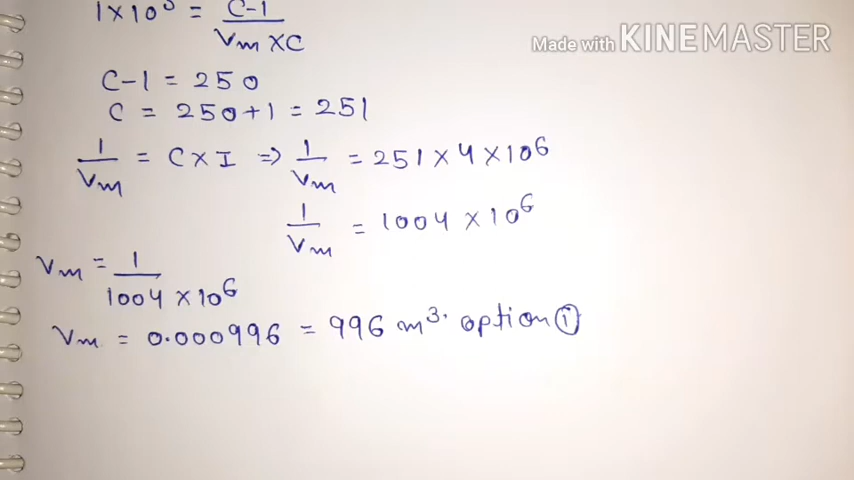 1 × 10³ = C-1 / Vm × C
Made with KINEMASTER
C-1 = 250
C = 250+1 = 251
1/Vm = C × I ⇒ 1/Vm = 251 × 4 × 10⁶
1/Vm = 1004 × 10⁶
Vm = 1 / 1004 × 10⁶
Vm = 0.000996 = 996 m³. option ①